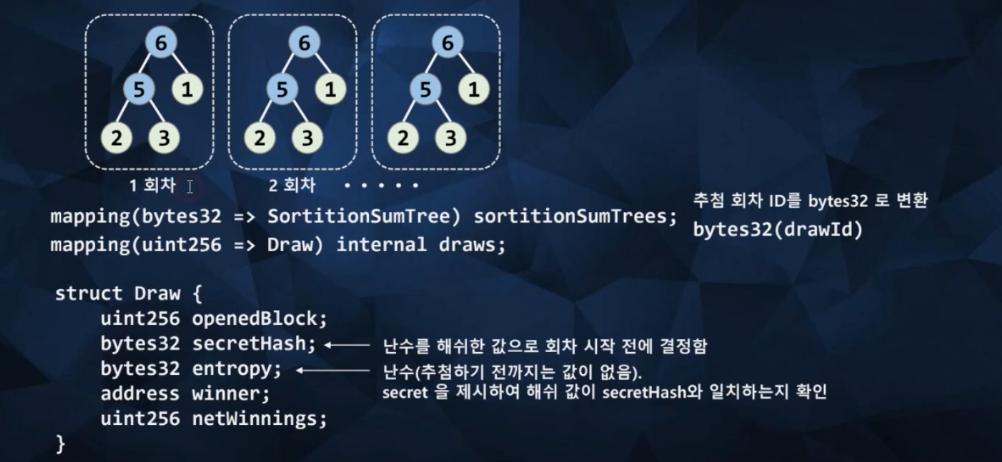 6 6 6
5 1 5 1 5 1
2 3 2 3 2 3
1 회차 2 회차 • • • • •
mapping(bytes32 => SortitionSumTree) sortitionSumTrees;
mapping(uint256 => Draw) internal draws;
추첨 회차 ID를 bytes32 로 변환
bytes32(drawId)
struct Draw {
uint256 openedBlock;
bytes32 secretHash; 난수를 해쉬한 값으로 회차 시작 전에 결정함
bytes32 entropy; 난수(추첨하기 전까지는 값이 없음).
secret 을 제시하여 해쉬 값이 secretHash와 일치하는지 확인
address winner;
uint256 netWinnings;
}